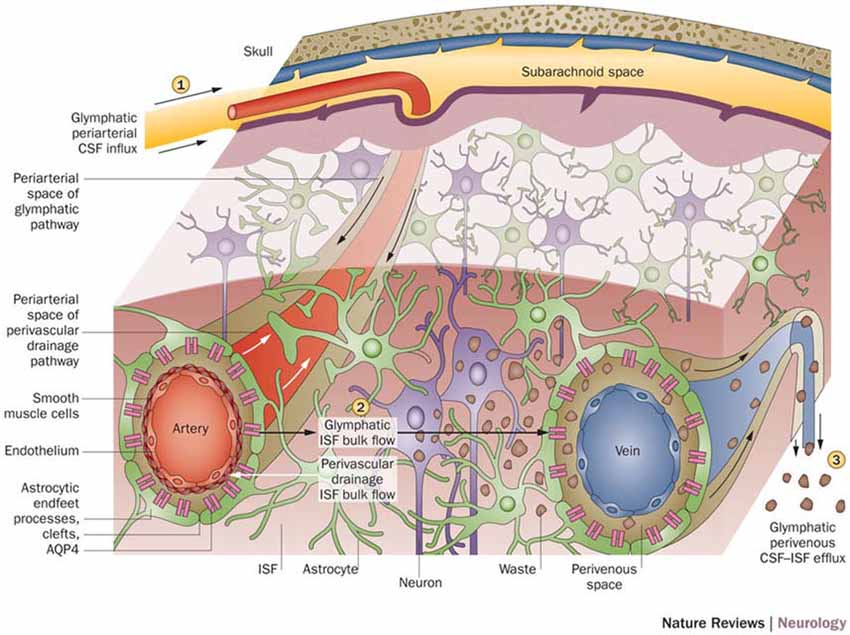 Skull
Subarachnoid space
1
Glymphatic
periarterial
CSF influx
Periarterial
space of
glymphatic
pathway
Periarterial
space of
perivascular
drainage
pathway
Smooth
muscle cells
Endothelium
Astrocytic
endfeet
processes,
clefts,
AQP4
Artery
2
Glymphatic
ISF bulk flow
Perivascular
drainage
ISF bulk flow
Vein
3
Glymphatic
perivenous
CSF–ISF efflux
ISF
Astrocyte
Neuron
Waste
Perivenous
space
Nature Reviews | Neurology